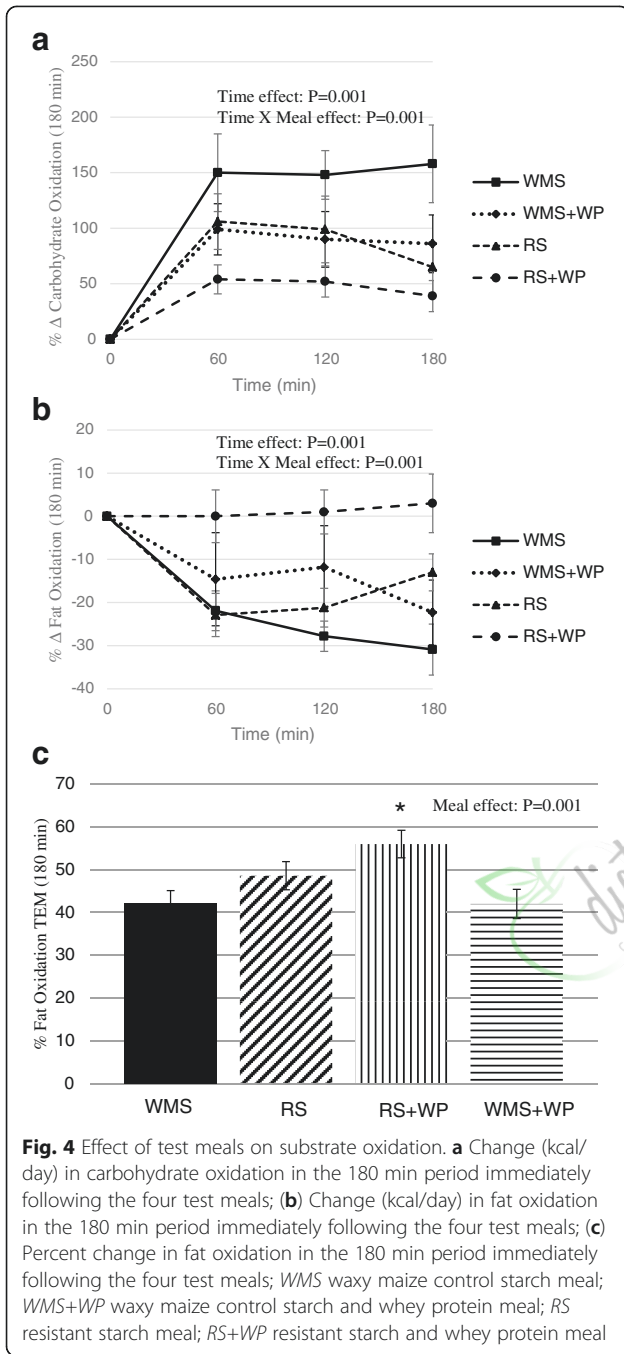 a
250
200
150
100
50
0
% Δ Carbohydrate Oxidation (180 min)
Time effect: P=0.001
Time X Meal effect: P=0.001
0 60 120 180
Time (min)
WMS
WMS+WP
RS
RS+WP
b
20
10
0
-10
-20
-30
-40
% Δ Fat Oxidation (180 min)
Time effect: P=0.001
Time X Meal effect: P=0.001
0 60 120 180
Time (min)
WMS
WMS+WP
RS
RS+WP
c
70
60
50
40
30
20
10
0
% Fat Oxidation TEM (180 min)
* Meal effect: P=0.001
WMS RS RS+WP WMS+WP
Fig. 4 Effect of test meals on substrate oxidation. a Change (kcal/
day) in carbohydrate oxidation in the 180 min period immediately
following the four test meals; (b) Change (kcal/day) in fat oxidation
in the 180 min period immediately following the four test meals; (c)
Percent change in fat oxidation in the 180 min period immediately
following the four test meals; WMS waxy maize control starch meal;
WMS+WP waxy maize control starch and whey protein meal; RS
resistant starch meal; RS+WP resistant starch and whey protein meal